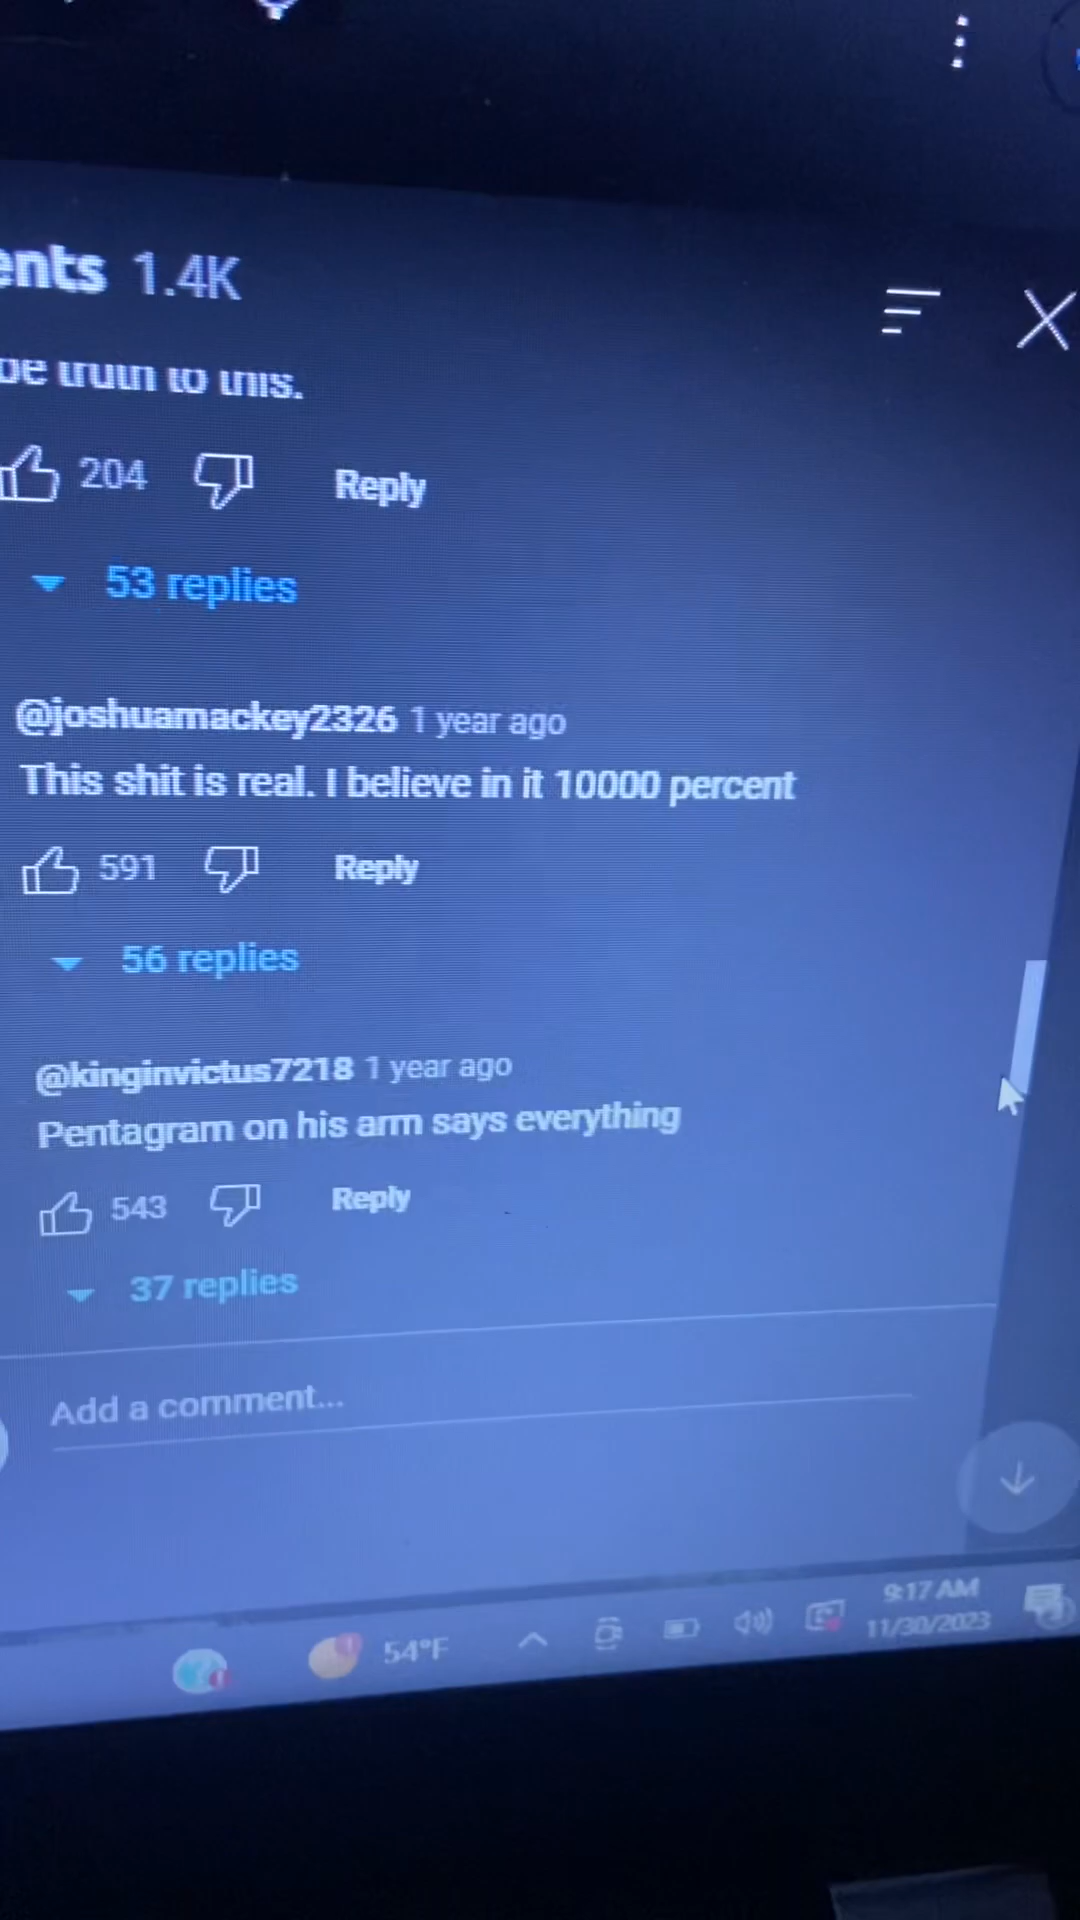 ents 1.4K
be truth to this.
204 Reply
53 replies
@joshuamackey2326 1 year ago
This shit is real. I believe in it 10000 percent
591 Reply
56 replies
@kinginvictus7218 1 year ago
Pentagram on his arm says everything
543 Reply
37 replies
Add a comment...
9:17 AM
54°F
11/30/2023